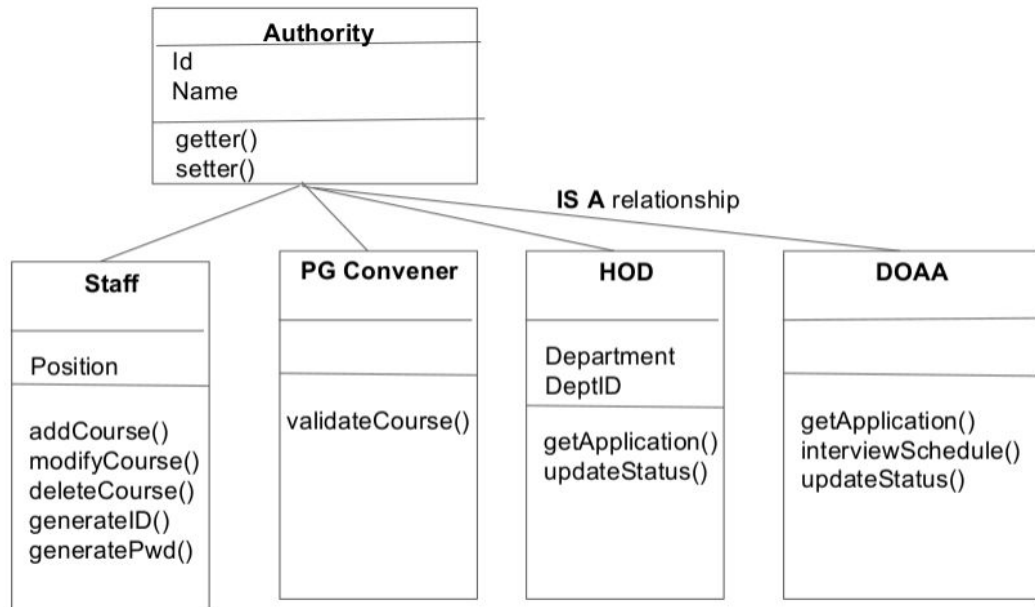 Authority
Id
Name
getter()
setter()
IS A relationship
Staff
Position
addCourse()
modifyCourse()
deleteCourse()
generateID()
generatePwd()
PG Convener
validateCourse()
HOD
Department
DeptID
getApplication()
updateStatus()
DOAA
getApplication()
interviewSchedule()
updateStatus()